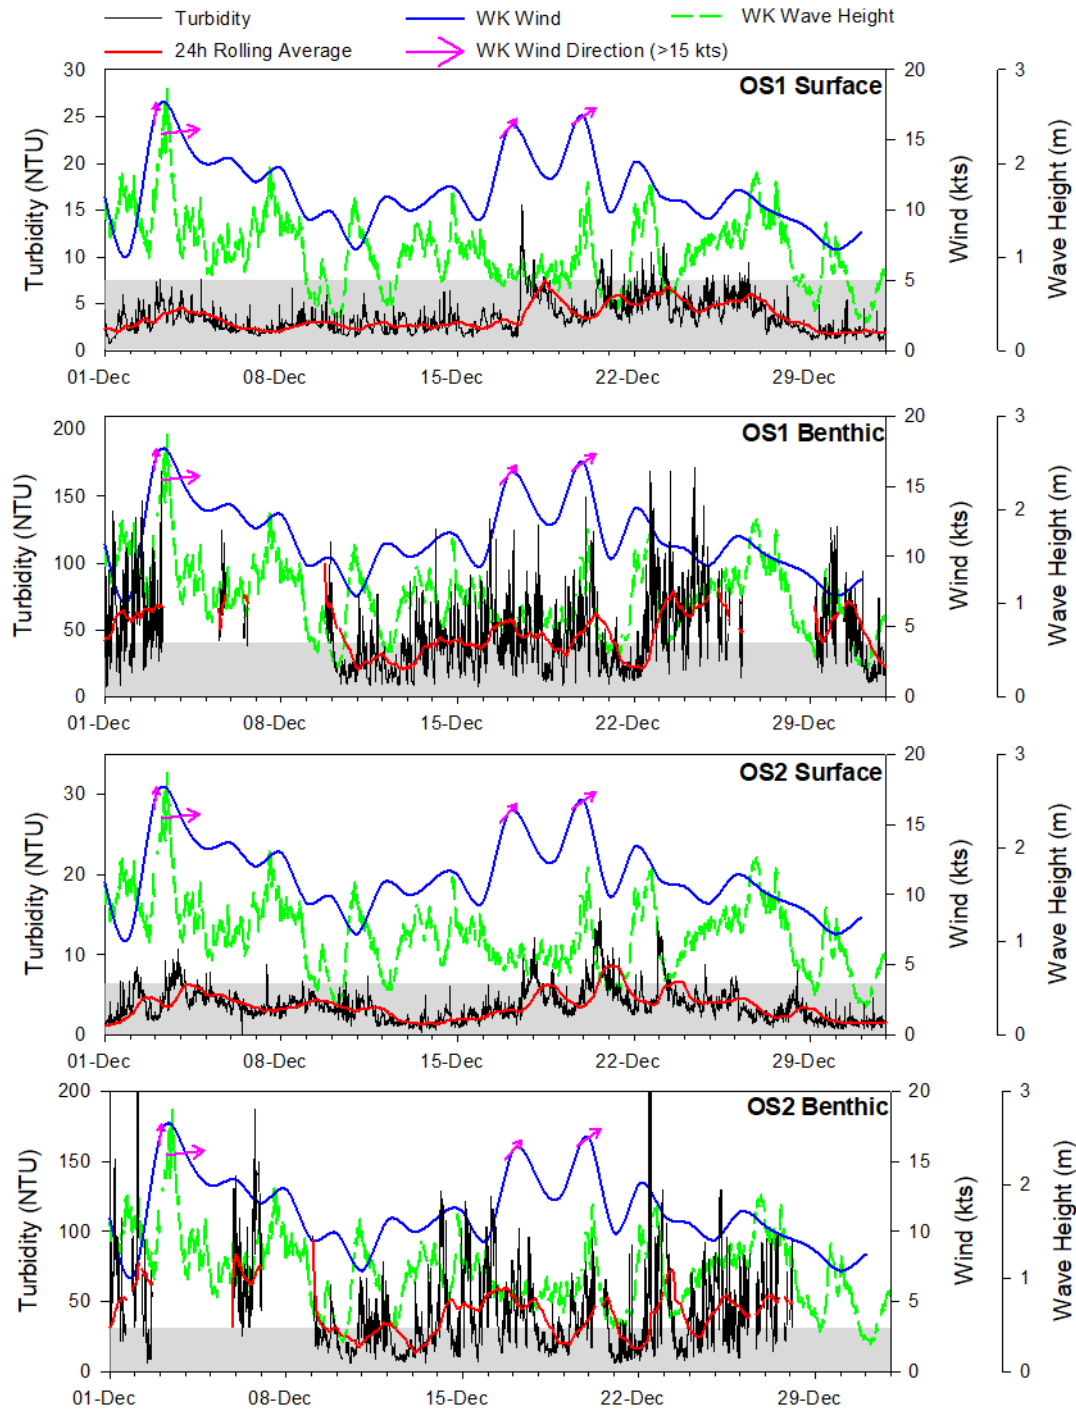 Turbidity WK Wind WK Wave Height
24h Rolling Average WK Wind Direction (>15 kts)
OS1 Surface
Turbidity (NTU)
30
25
20
15
10
5
0
Wind (kts)
20
15
10
5
0
Wave Height (m)
3
2
1
0
01-Dec 08-Dec 15-Dec 22-Dec 29-Dec
OS1 Benthic
Turbidity (NTU)
200
150
100
50
0
Wind (kts)
20
15
10
5
0
Wave Height (m)
3
2
1
0
01-Dec 08-Dec 15-Dec 22-Dec 29-Dec
OS2 Surface
Turbidity (NTU)
30
20
10
0
Wind (kts)
20
15
10
5
0
Wave Height (m)
3
2
1
0
01-Dec 08-Dec 15-Dec 22-Dec 29-Dec
OS2 Benthic
Turbidity (NTU)
200
150
100
50
0
Wind (kts)
20
15
10
5
0
Wave Height (m)
3
2
1
0
01-Dec 08-Dec 15-Dec 22-Dec 29-Dec